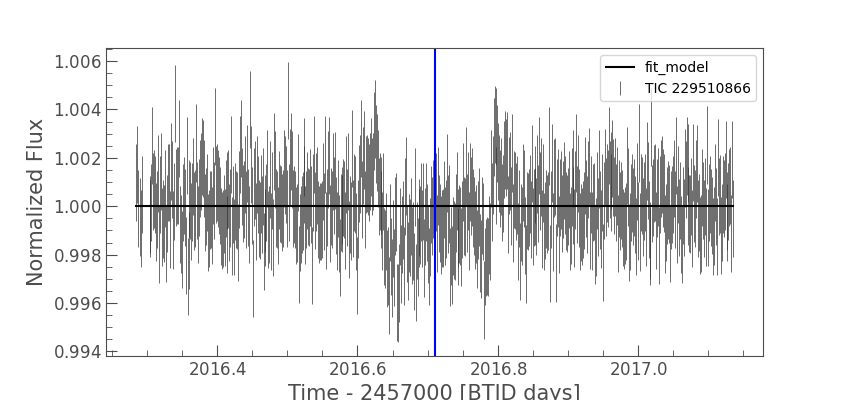 1.006
1.004
1.002
1.000
0.998
0.996
0.994
Normalized Flux
fit_model
TIC 229510866
2016.4 2016.6 2016.8 2017.0
Time - 2457000 [BTJD days]